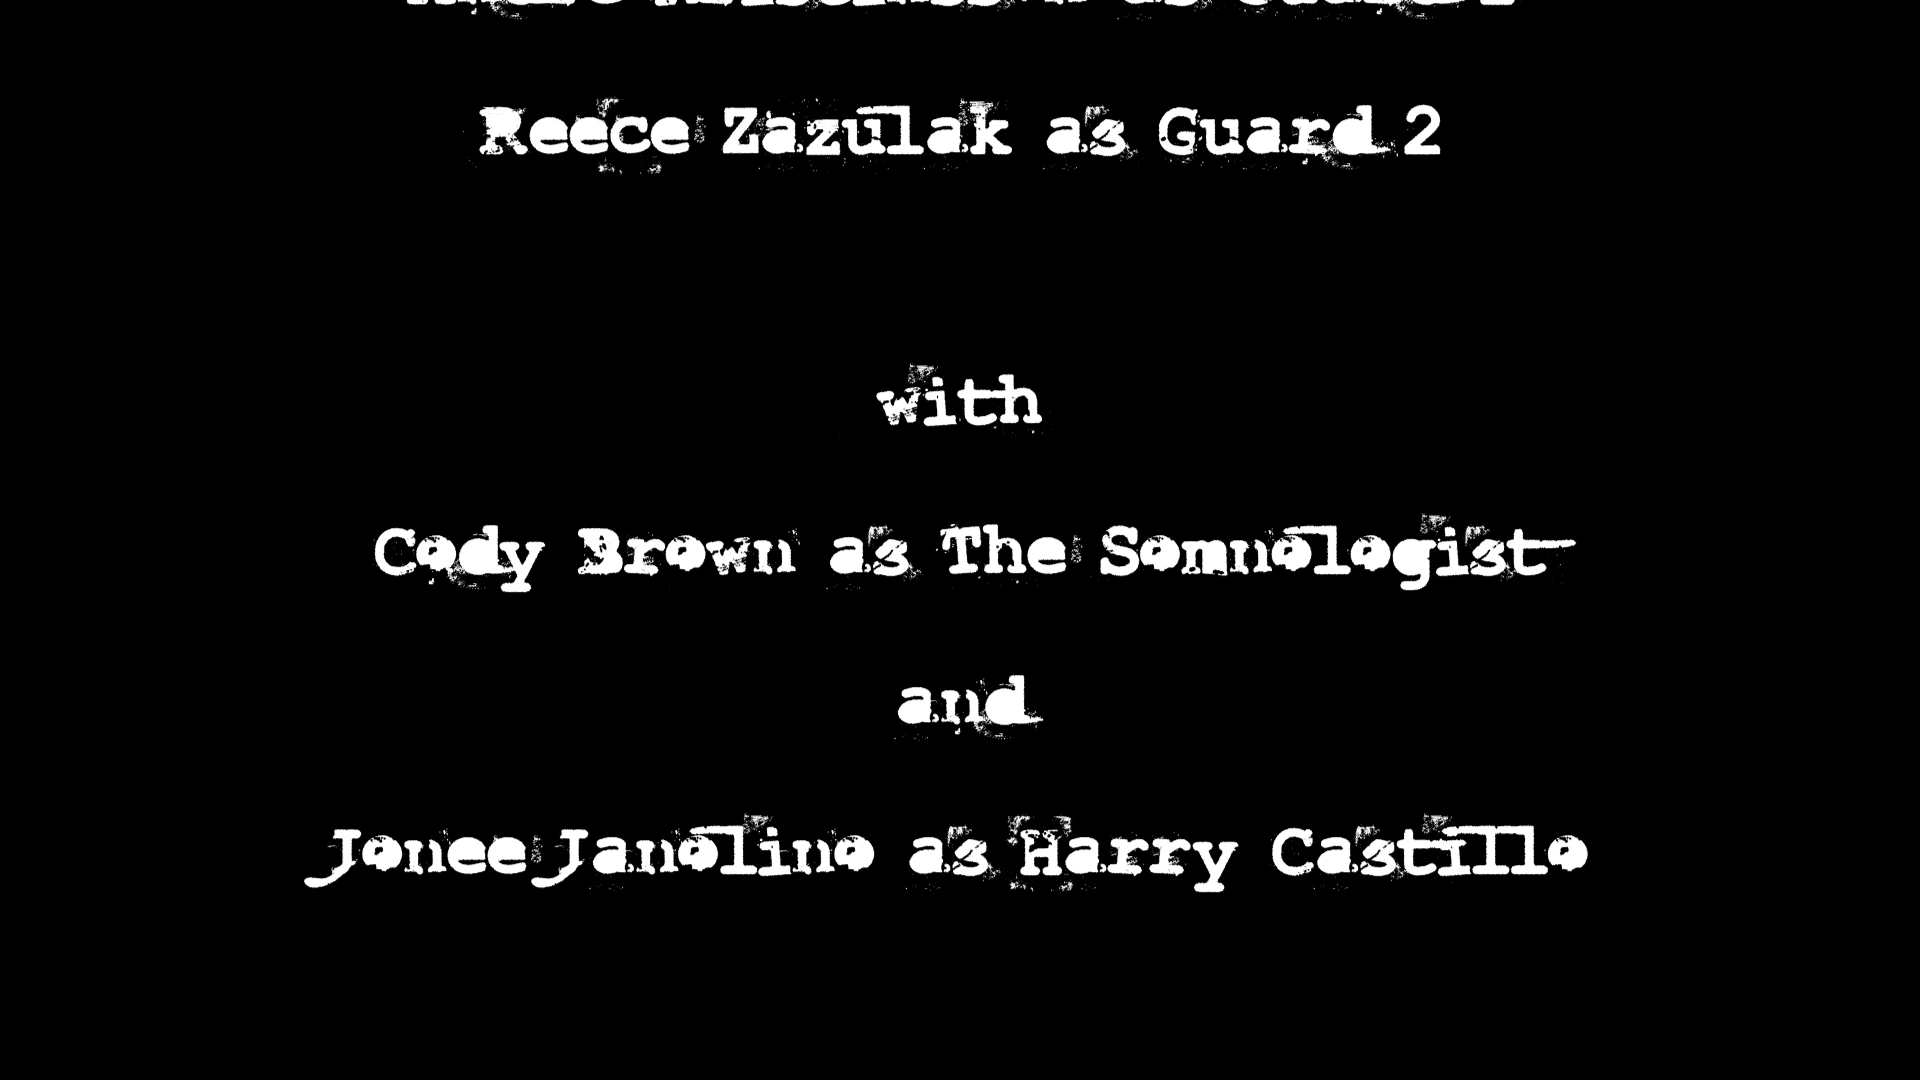 Reece Zazulak as Guard 2
with
Cody Brown as The Somnologist
and
Jonee Janolino as Harry Castillo